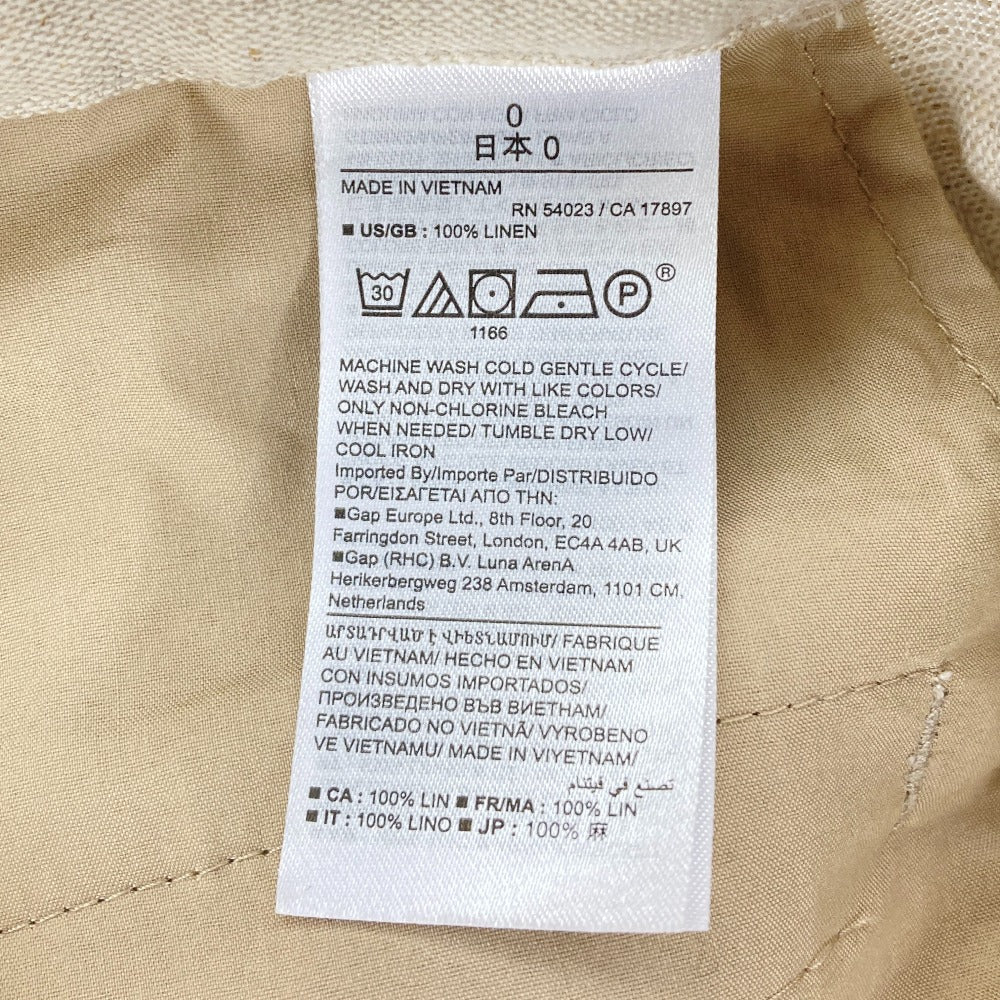 0
日本 0
MADE IN VIETNAM
RN 54023 / CA 17897
■ US/GB : 100% LINEN
30
P
®
1166
MACHINE WASH COLD GENTLE CYCLE/
WASH AND DRY WITH LIKE COLORS/
ONLY NON-CHLORINE BLEACH
WHEN NEEDED/ TUMBLE DRY LOW/
COOL IRON
Imported By/Importe Par/DISTRIBUIDO
POR/ΕΙΣΑΓΕΤΑΙ ΑΠΟ ΤΗΝ:
■Gap Europe Ltd., 8th Floor, 20
Farringdon Street, London, EC4A 4AB, UK
■Gap (RHC) B.V. Luna ArenA
Herikerbergweg 238 Amsterdam, 1101 CM,
Netherlands
ԱՐՏԱԴՐՎԱԾ Է ՎԻԵՏՆԱՄՈՒՄ/ FABRIQUE
AU VIETNAM/ HECHO EN VIETNAM
CON INSUMOS IMPORTADOS/
ПРОИЗВЕДЕНО ВЪВ ВИЕТНАМ/
FABRICADO NO VIETNÃ/ VYROBENO
VE VIETNAMU/ MADE IN VIYETNAM/
تصنع في فيتنام
■ CA : 100% LIN ■ FR/MA : 100% LIN
■ IT : 100% LINO ■ JP : 100% 麻